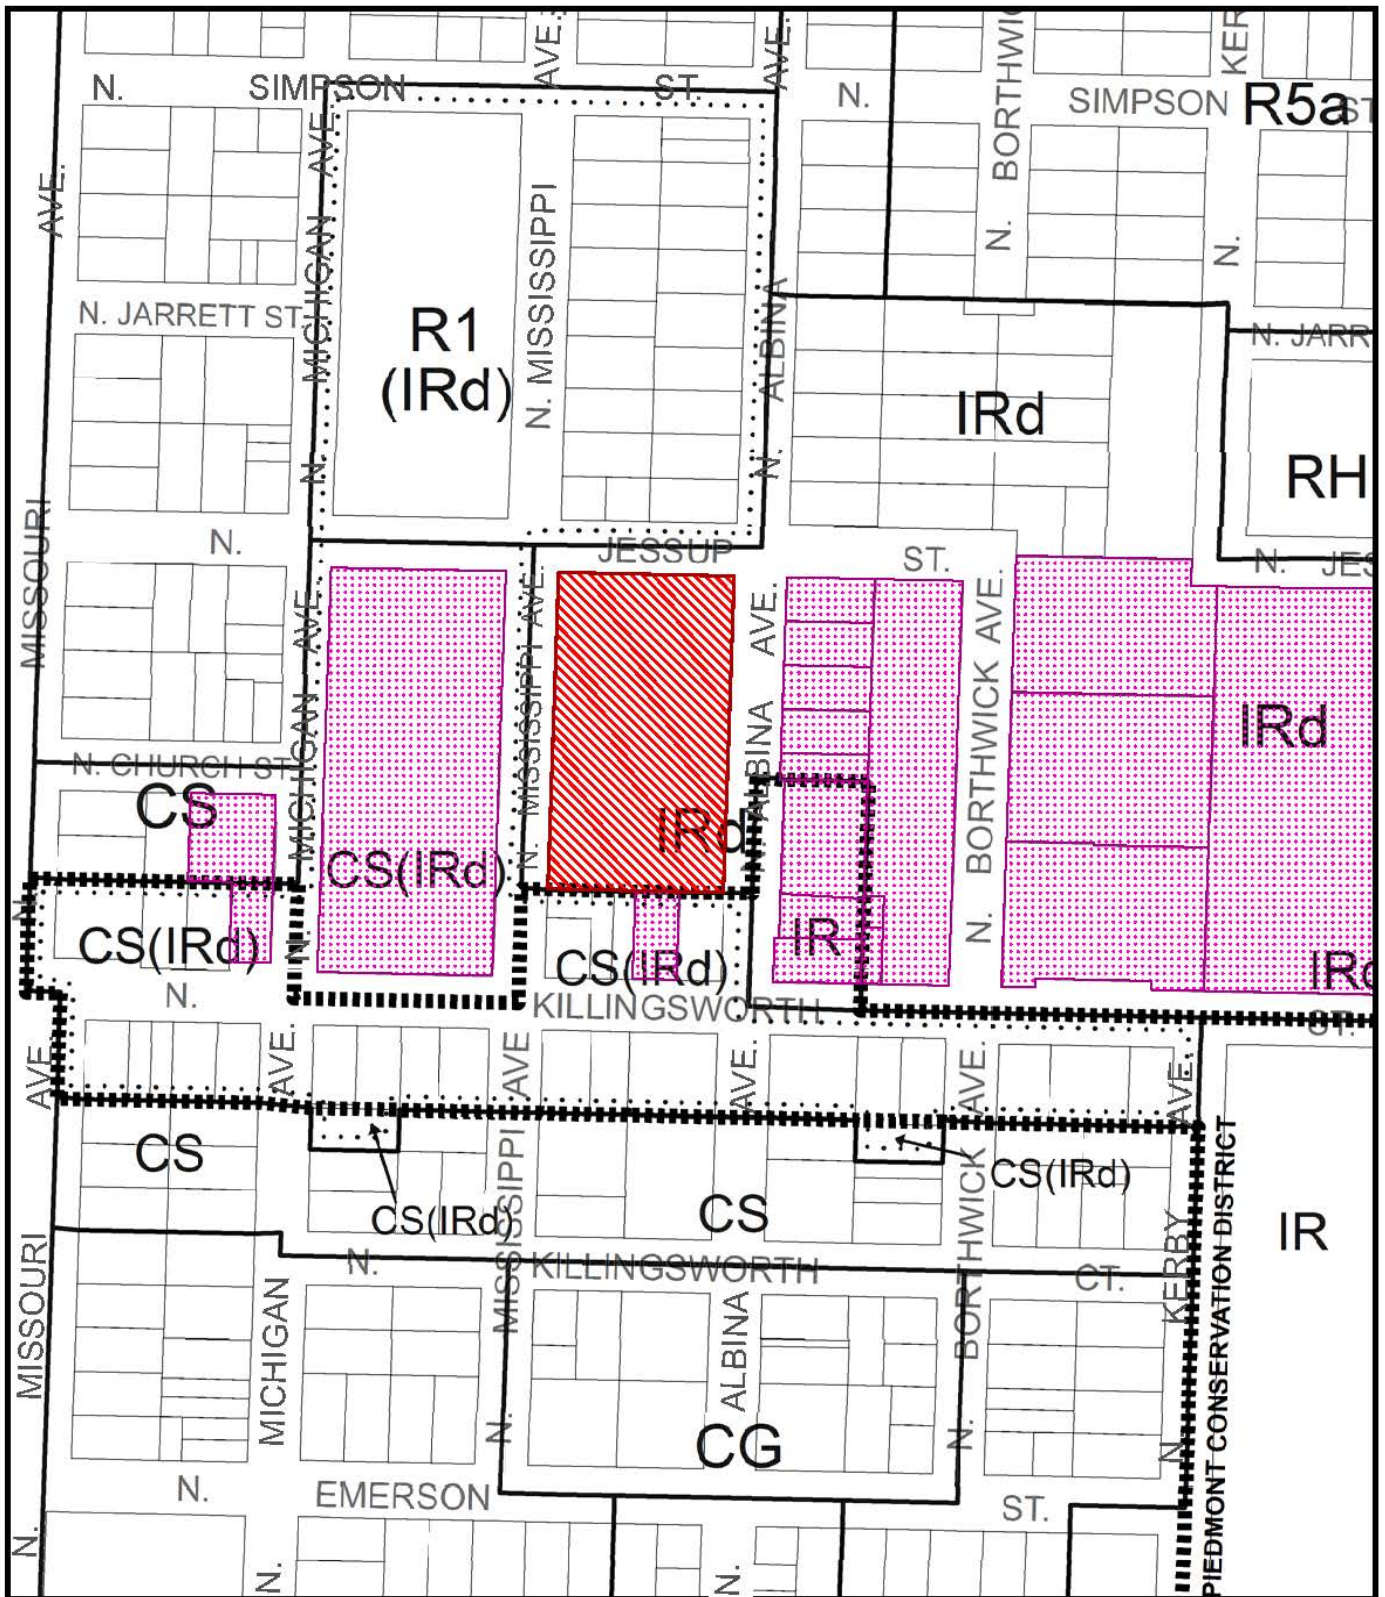 AVE.
AVE.
BORTHWIC
KER
N.
SIMPSON
ST.
N.
SIMPSON
R5a
ST
AVE.
MICHIGAN AVE.
N. MISSISSIPPI
N.
N.
N. JARRETT ST.
R1
(IRd)
N. ALBINA
N. JARR
IRd
RH
N.
MISSOURI
N.
JESSUP
ST.
N. JES
MICHIGAN AVE.
N. MISSISSIPPI AVE.
N. ALBINA AVE.
N. BORTHWICK AVE.
IRd
N. CHURCH ST.
CS
IRd
CS(IRd)
N.
CS(IRd)
N.
CS(IRd)
IR
IRd
N.
KILLINGSWORTH
ST.
AVE.
AVE.
AVE
AVE.
AVE.
AVE.
CS
CS(IRd)
CS
CS(IRd)
IR
N.
KILLINGSWORTH
CT.
MISSOURI
MICHIGAN
N. MISSISSIPPI
ALBINA
N. BORTHWICK
N. KERBY
PIEDMONT CONSERVATION DISTRICT
CG
N.
EMERSON
ST.
N.
N.
N.